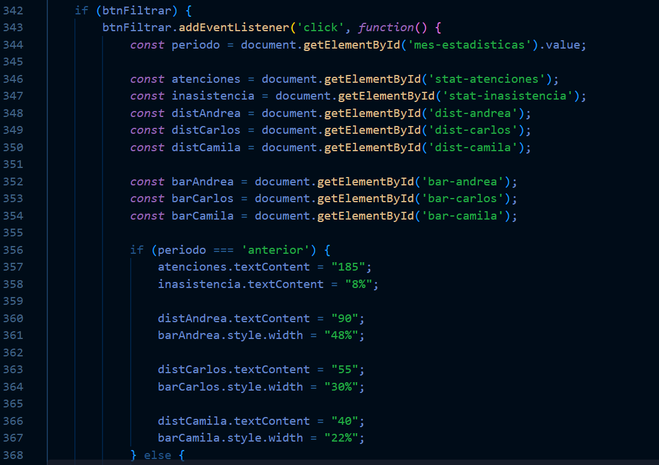 342 if (btnFiltrar) {
343 btnFiltrar.addEventListener('click', function() {
344 const periodo = document.getElementById('mes-estadisticas').value;
345
346 const atenciones = document.getElementById('stat-atenciones');
347 const inasistencia = document.getElementById('stat-inasistencia');
348 const distAndrea = document.getElementById('dist-andrea');
349 const distCarlos = document.getElementById('dist-carlos');
350 const distCamila = document.getElementById('dist-camila');
351
352 const barAndrea = document.getElementById('bar-andrea');
353 const barCarlos = document.getElementById('bar-carlos');
354 const barCamila = document.getElementById('bar-camila');
355
356 if (periodo === 'anterior') {
357 atenciones.textContent = "185";
358 inasistencia.textContent = "8%";
359
360 distAndrea.textContent = "90";
361 barAndrea.style.width = "48%";
362
363 distCarlos.textContent = "55";
364 barCarlos.style.width = "30%";
365
366 distCamila.textContent = "40";
367 barCamila.style.width = "22%";
368 } else {